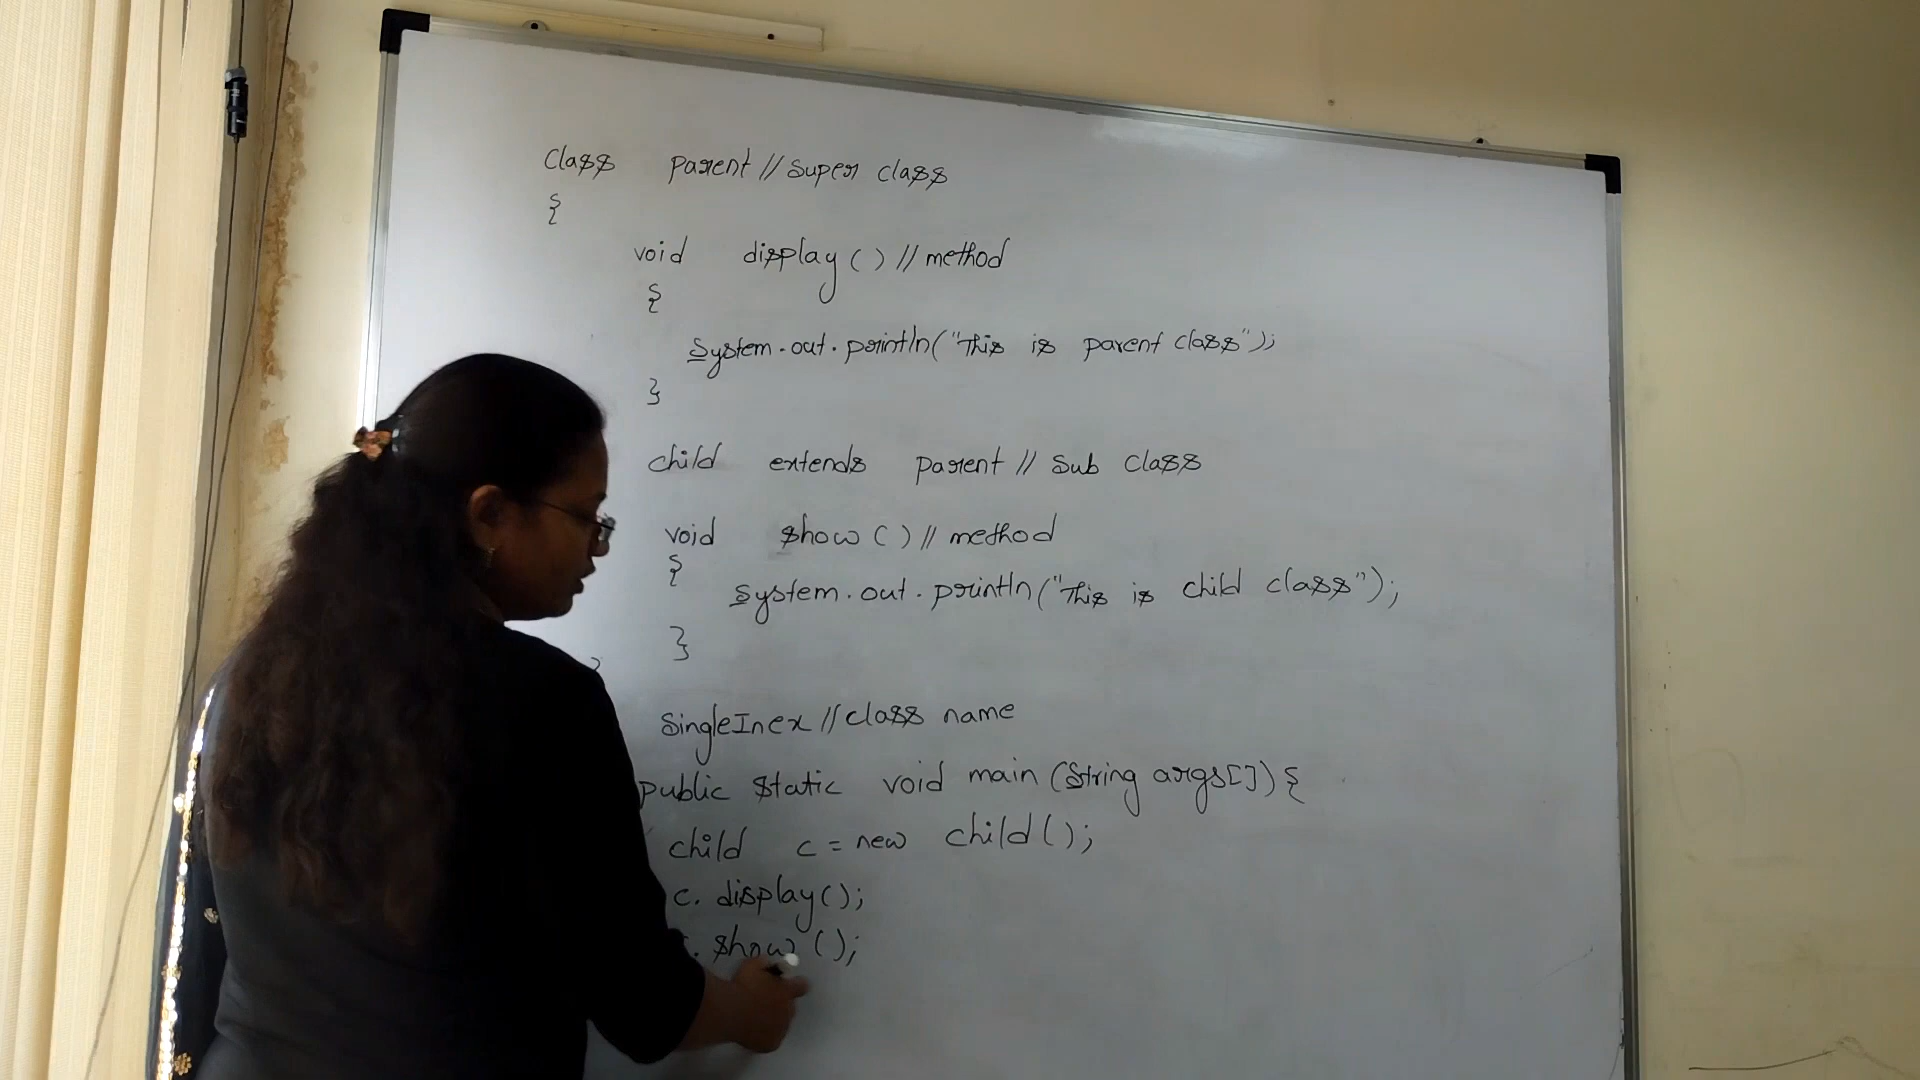 Class parent // Super class
{
void display ( ) // method
{
System.out.println("This is parent class");
}
child extends parent // Sub Class
void show ( ) // method
{
System.out.println("This is child class");
}
}
SingleInex // class name
public static void main (String args[]) {
child c = new child ( );
c. display ( );
. show ( );